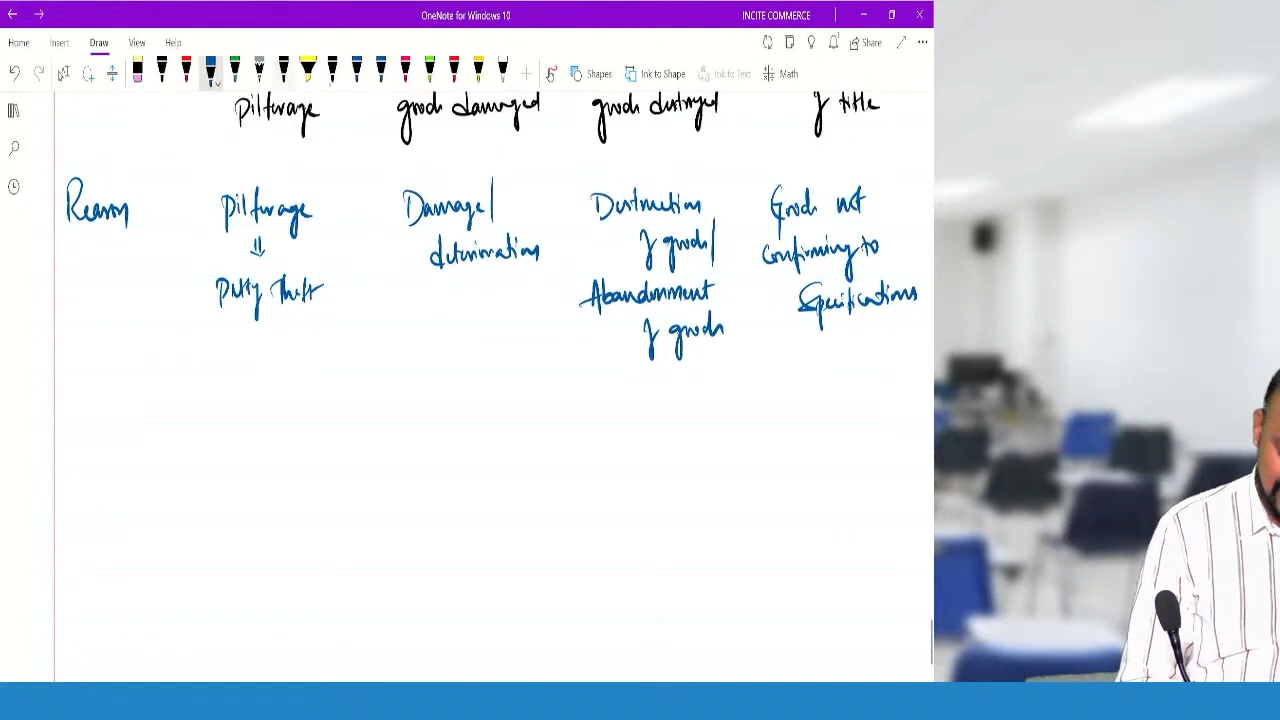 OneNote for Windows 10
INCITE COMMERCE
Home Insert Draw View Help
Share
Shapes Ink to Shape Ink to Text Math
Pilferage goods damaged goods destroyed of title
Reason Pilferage Damage/ Destruction Goods not
deterioration of goods/ confirming to
Petty theft Abandonment Specifications
of goods